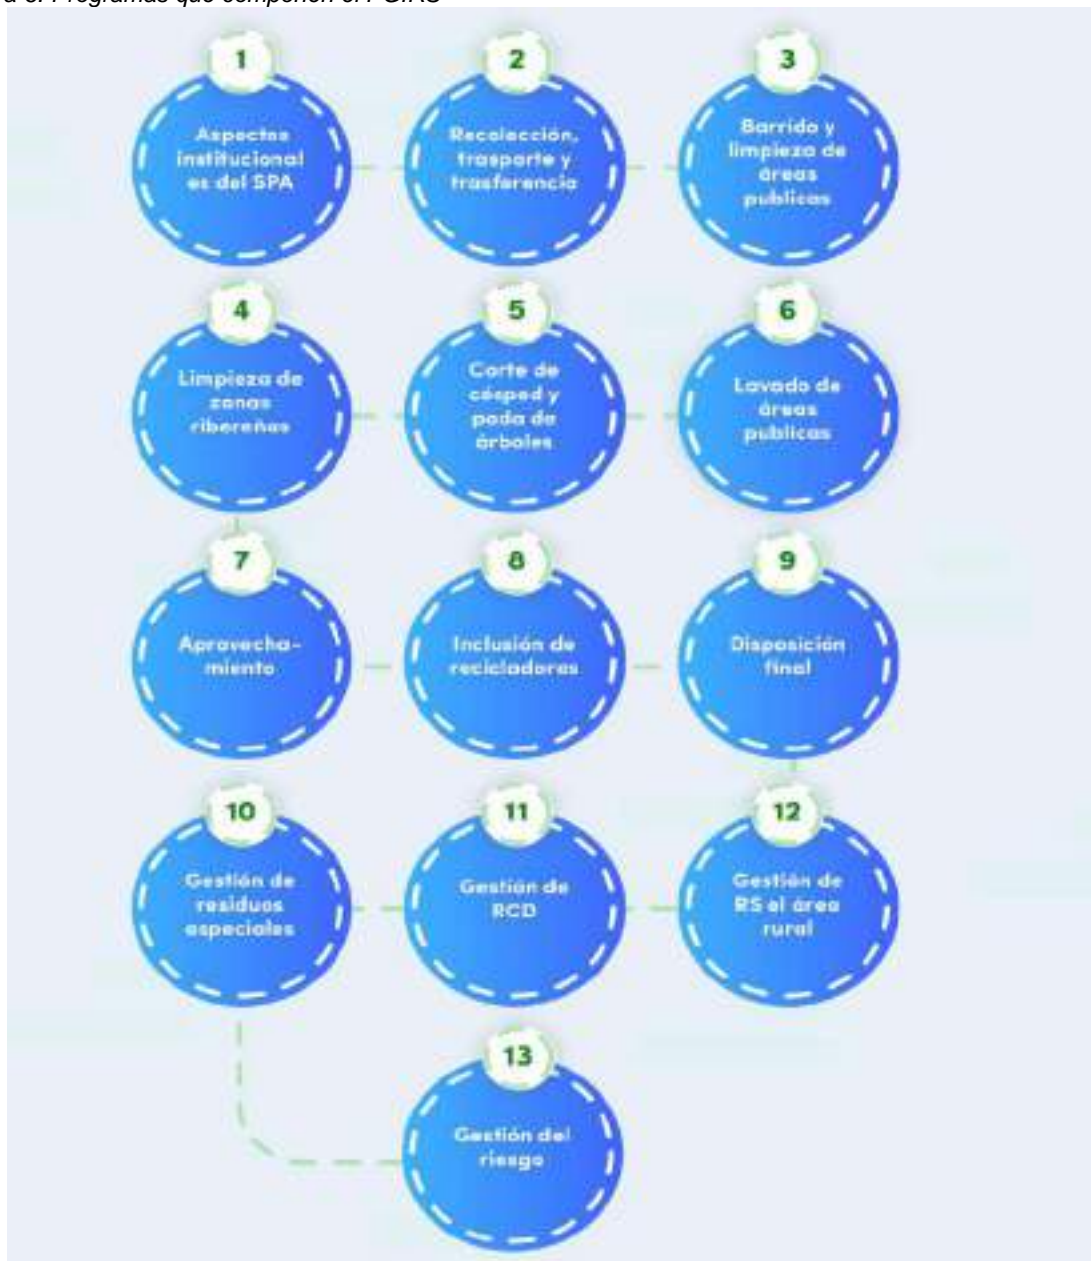 Programas que componen el PGIRS
1
Aspectos
institucional
es del SPA
2
Recolección,
trasporte y
trasferencia
3
Barrido y
limpieza de
áreas
publicas
4
Limpieza de
zonas
ribereñas
5
Corte de
césped y
poda de
árboles
6
Lavado de
áreas
publicas
7
Aprovecha-
miento
8
Inclusión de
recicladores
9
Disposición
final
10
Gestión de
residuos
especiales
11
Gestión de
RCD
12
Gestión de
RS el área
rural
13
Gestión del
riesgo